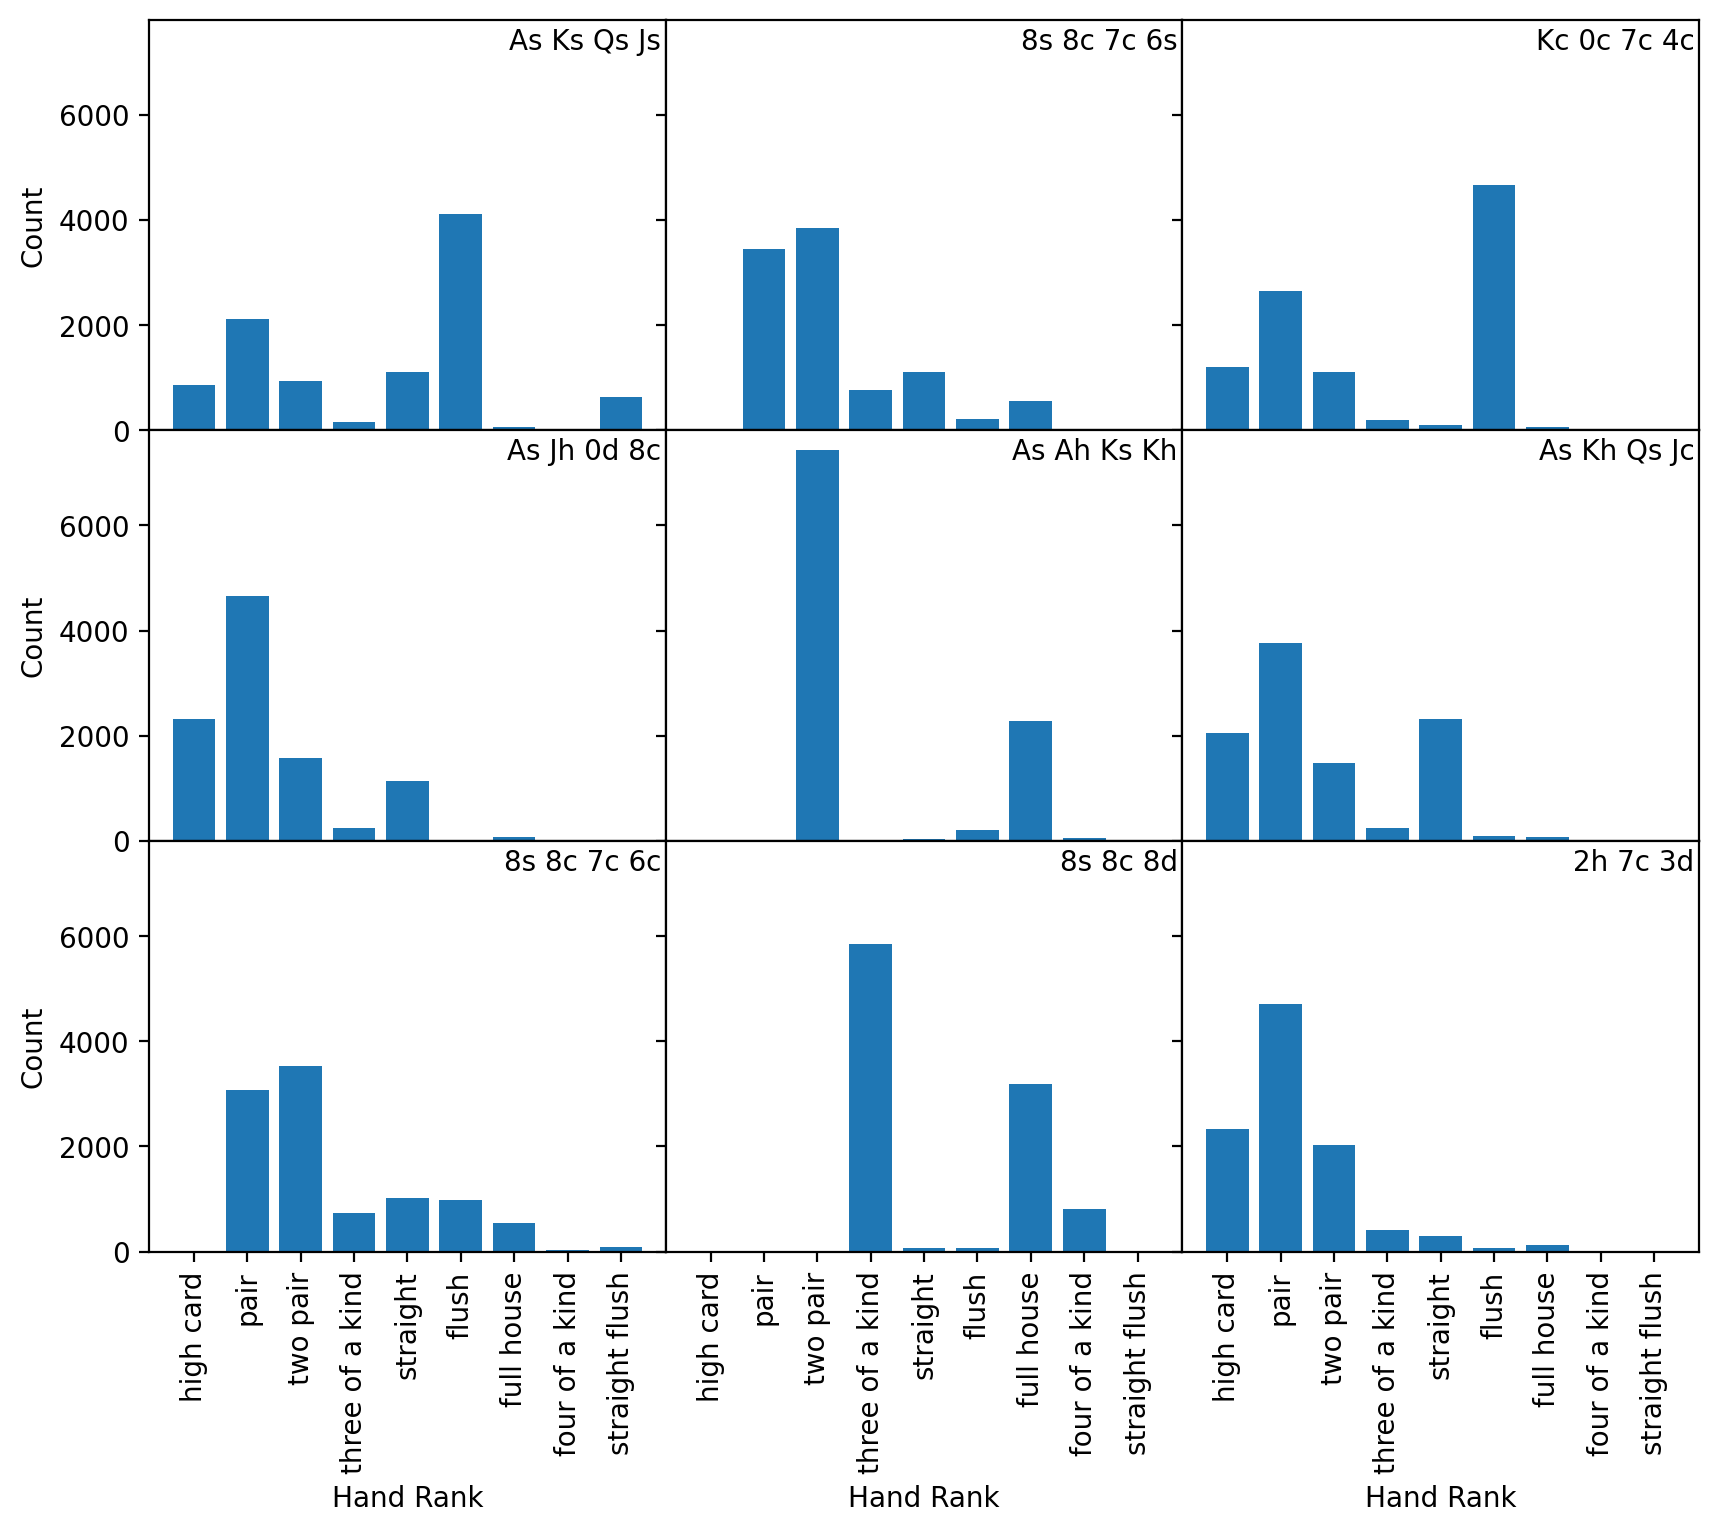 As Ks Qs Js
8s 8c 7c 6s
Kc 0c 7c 4c
6000
4000
2000
0
Count
As Jh 0d 8c
As Ah Ks Kh
As Kh Qs Jc
6000
4000
2000
0
Count
8s 8c 7c 6c
8s 8c 8d
2h 7c 3d
6000
4000
2000
0
Count
high card
pair
two pair
three of a kind
straight
flush
full house
four of a kind
straight flush
high card
pair
two pair
three of a kind
straight
flush
full house
four of a kind
straight flush
high card
pair
two pair
three of a kind
straight
flush
full house
four of a kind
straight flush
Hand Rank
Hand Rank
Hand Rank